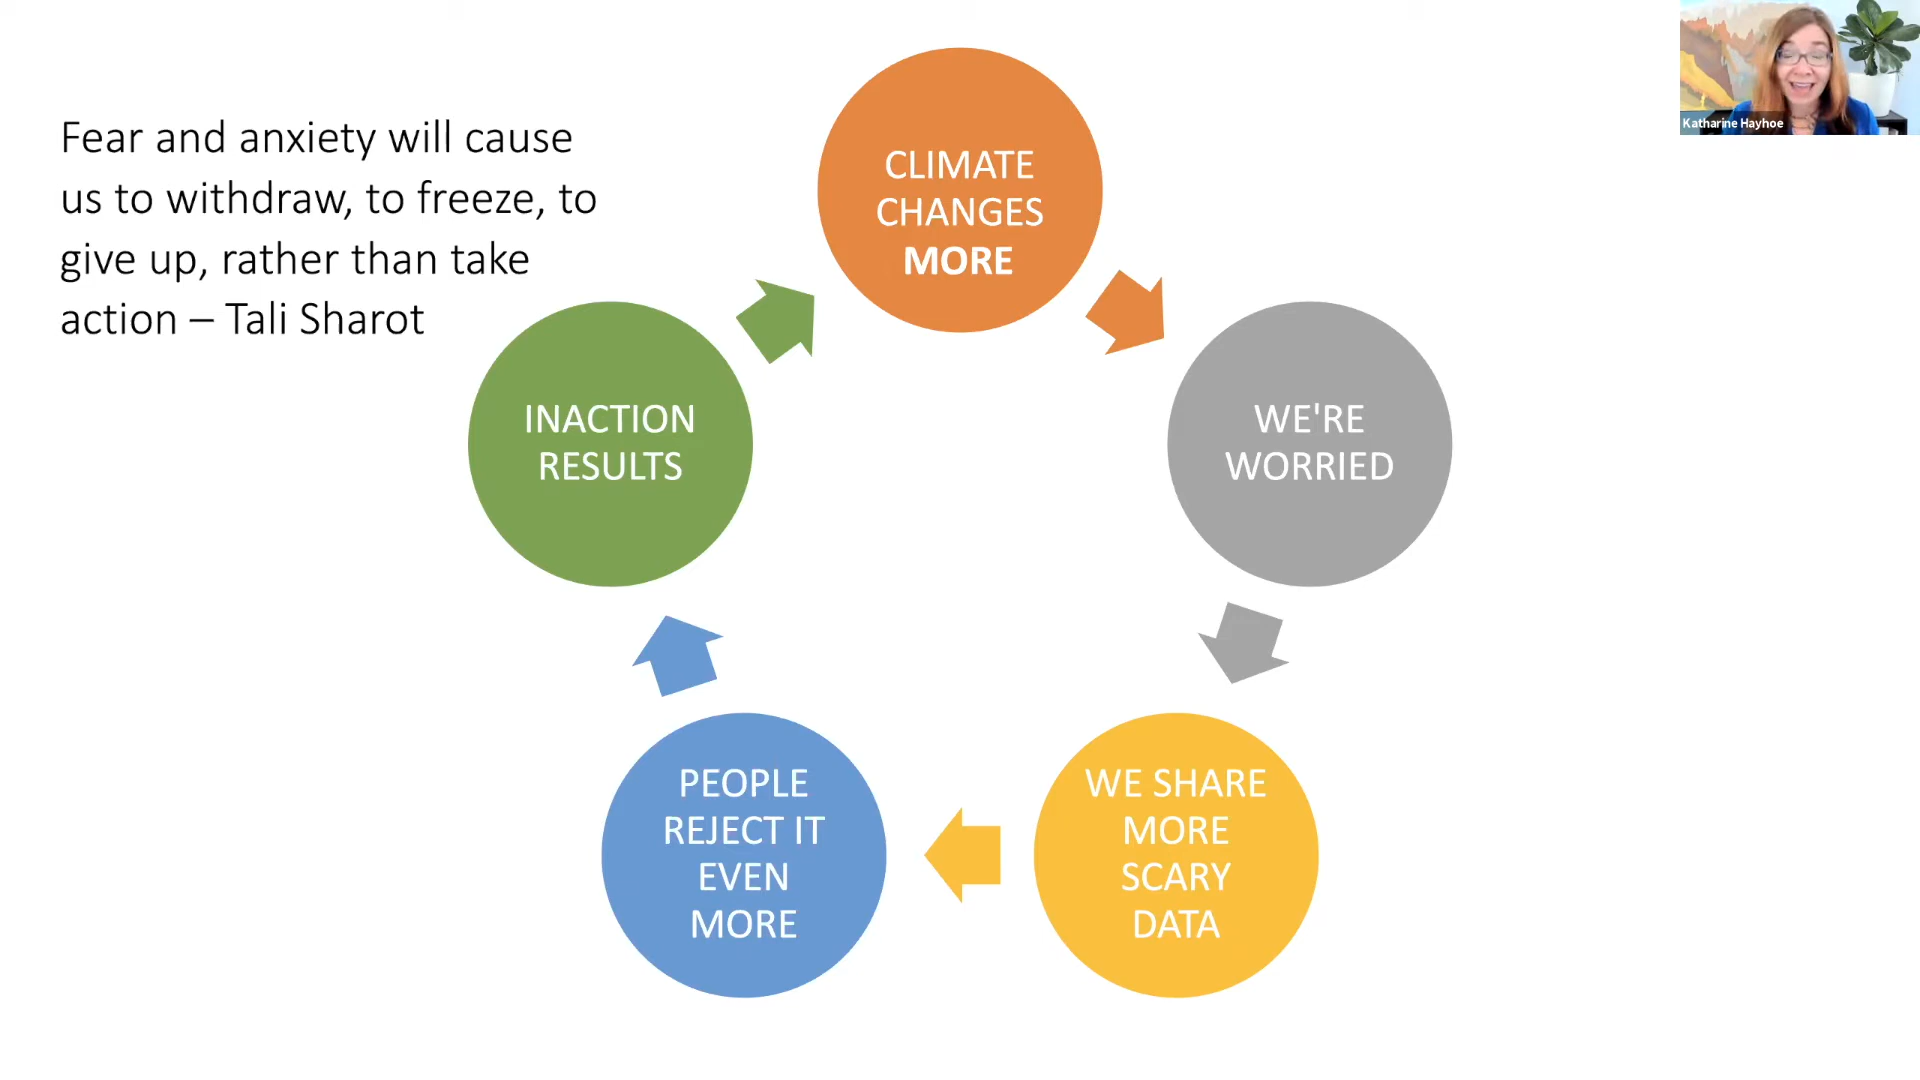 Fear and anxiety will cause
us to withdraw, to freeze, to
give up, rather than take
action – Tali Sharot
CLIMATE
CHANGES
MORE
WE'RE
WORRIED
WE SHARE
MORE
SCARY
DATA
PEOPLE
REJECT IT
EVEN
MORE
INACTION
RESULTS
Katharine Hayhoe